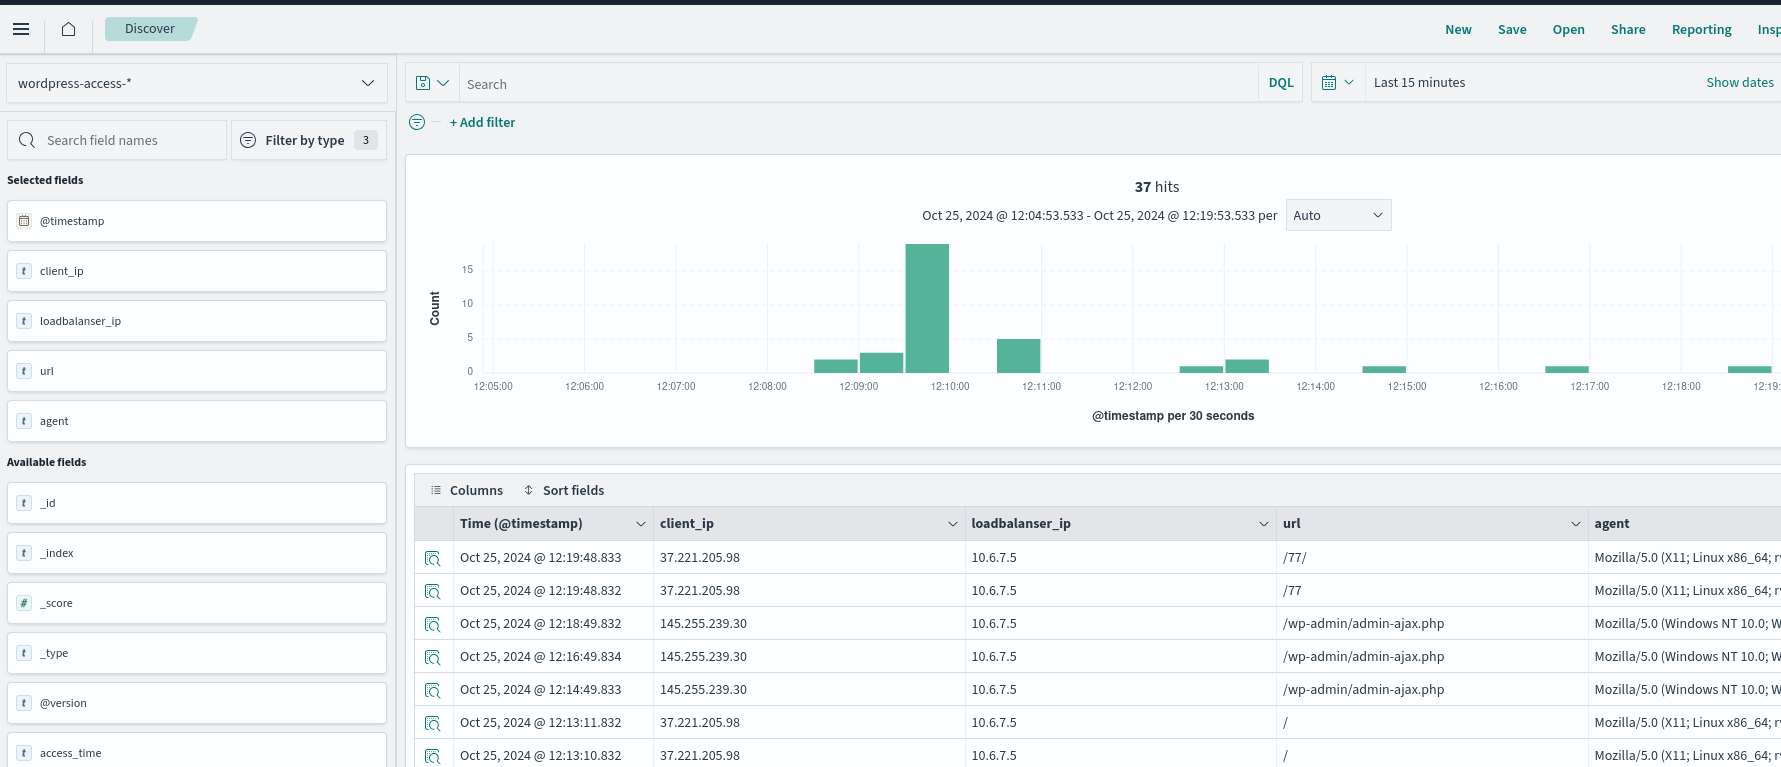 Discover
New Save Open Share Reporting Insp
wordpress-access-*
Search
DQL
Last 15 minutes
Show dates
+ Add filter
Search field names
Filter by type 3
Selected fields
@timestamp
t client_ip
t loadbalanser_ip
t url
t agent
Available fields
t _id
t _index
# _score
t _type
t @version
t access_time
37 hits
Oct 25, 2024 @ 12:04:53.533 - Oct 25, 2024 @ 12:19:53.533 per Auto
Count
15
10
5
0
12:05:00 12:06:00 12:07:00 12:08:00 12:09:00 12:10:00 12:11:00 12:12:00 12:13:00 12:14:00 12:15:00 12:16:00 12:17:00 12:18:00 12:19:
@timestamp per 30 seconds
Columns Sort fields
Time (@timestamp) client_ip loadbalanser_ip url agent
Oct 25, 2024 @ 12:19:48.833 37.221.205.98 10.6.7.5 /77/ Mozilla/5.0 (X11; Linux x86_64; r
Oct 25, 2024 @ 12:19:48.832 37.221.205.98 10.6.7.5 /77 Mozilla/5.0 (X11; Linux x86_64; r
Oct 25, 2024 @ 12:18:49.832 145.255.239.30 10.6.7.5 /wp-admin/admin-ajax.php Mozilla/5.0 (Windows NT 10.0; W
Oct 25, 2024 @ 12:16:49.834 145.255.239.30 10.6.7.5 /wp-admin/admin-ajax.php Mozilla/5.0 (Windows NT 10.0; W
Oct 25, 2024 @ 12:14:49.833 145.255.239.30 10.6.7.5 /wp-admin/admin-ajax.php Mozilla/5.0 (Windows NT 10.0; W
Oct 25, 2024 @ 12:13:11.832 37.221.205.98 10.6.7.5 / Mozilla/5.0 (X11; Linux x86_64; r
Oct 25, 2024 @ 12:13:10.832 37.221.205.98 10.6.7.5 / Mozilla/5.0 (X11; Linux x86_64; r